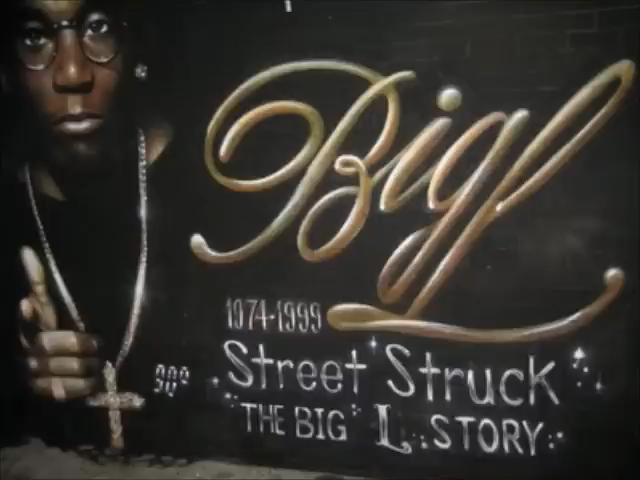 Big L
1974-1999
Street Struck
"THE BIG" L STORY